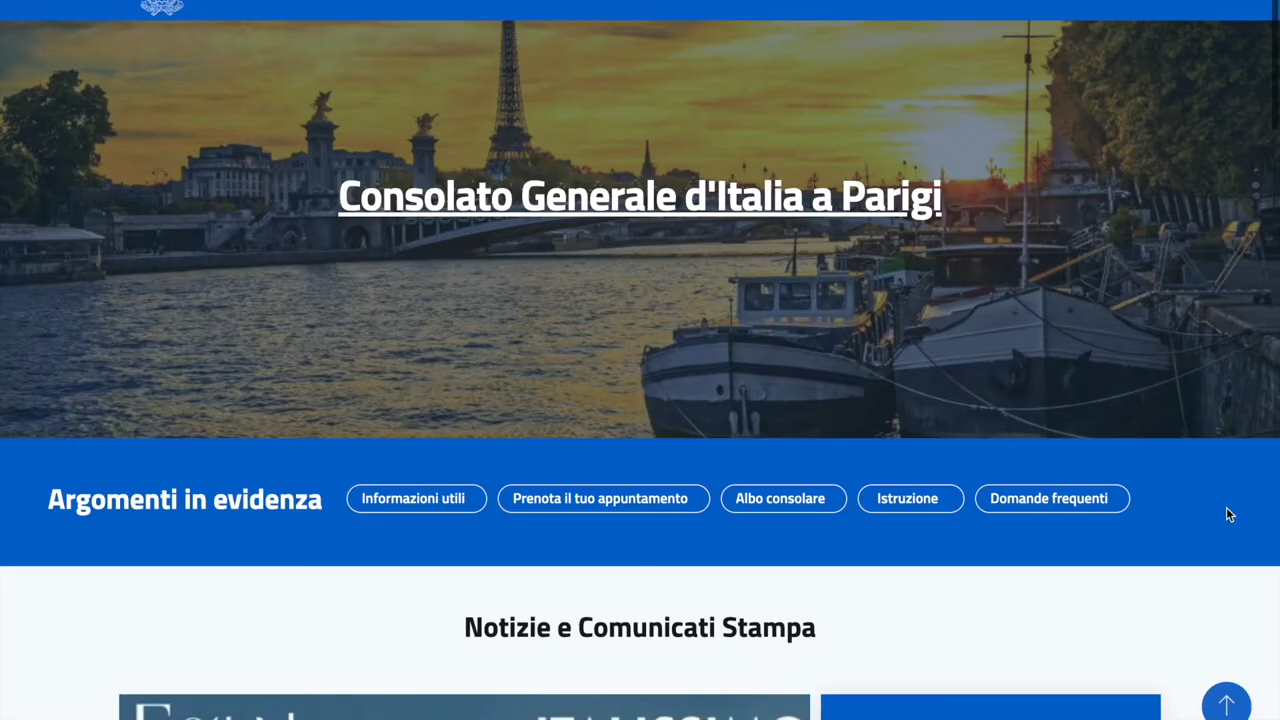 Consolato Generale d'Italia a Parigi
Argomenti in evidenza
Informazioni utili
Prenota il tuo appuntamento
Albo consolare
Istruzione
Domande frequenti
Notizie e Comunicati Stampa